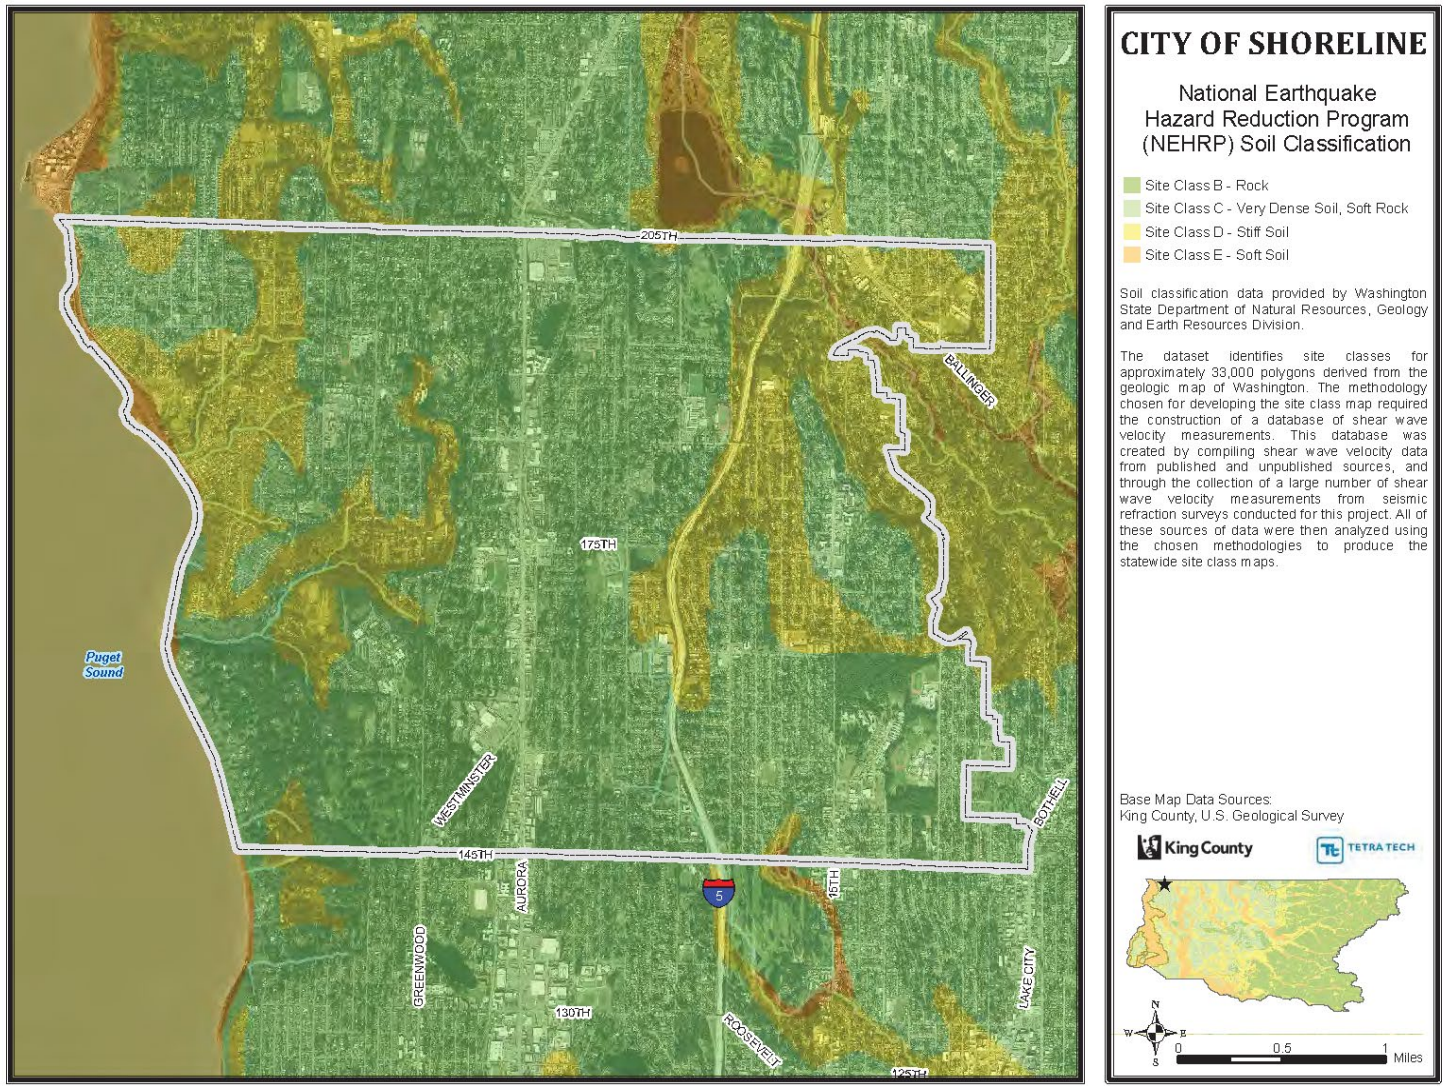 205TH
BALLINGER
175TH
Puget
Sound
WESTMINSTER
145TH
BOTHELL
AURORA
15TH
5
GREENWOOD
LAKE CITY
130TH
ROOSEVELT
125TH
CITY OF SHORELINE
National Earthquake
Hazard Reduction Program
(NEHRP) Soil Classification
Site Class B - Rock
Site Class C - Very Dense Soil, Soft Rock
Site Class D - Stiff Soil
Site Class E - Soft Soil
Soil classification data provided by Washington
State Department of Natural Resources, Geology
and Earth Resources Division.
The dataset identifies site classes for
approximately 33,000 polygons derived from the
geologic map of Washington. The methodology
chosen for developing the site class map required
the construction of a database of shear wave
velocity measurements. This database was
created by compiling shear wave velocity data
from published and unpublished sources, and
through the collection of a large number of shear
wave velocity measurements from seismic
refraction surveys conducted for this project. All of
these sources of data were then analyzed using
the chosen methodologies to produce the
statewide site class maps.
Base Map Data Sources:
King County, U.S. Geological Survey
King County
Tt TETRA TECH
N
W E
S
0 0.5 1
Miles